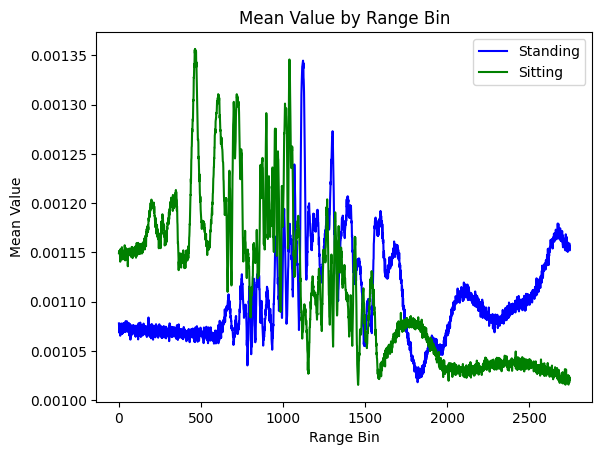 Mean Value by Range Bin
Standing
Sitting
Mean Value
0.00135
0.00130
0.00125
0.00120
0.00115
0.00110
0.00105
0.00100
0 500 1000 1500 2000 2500
Range Bin